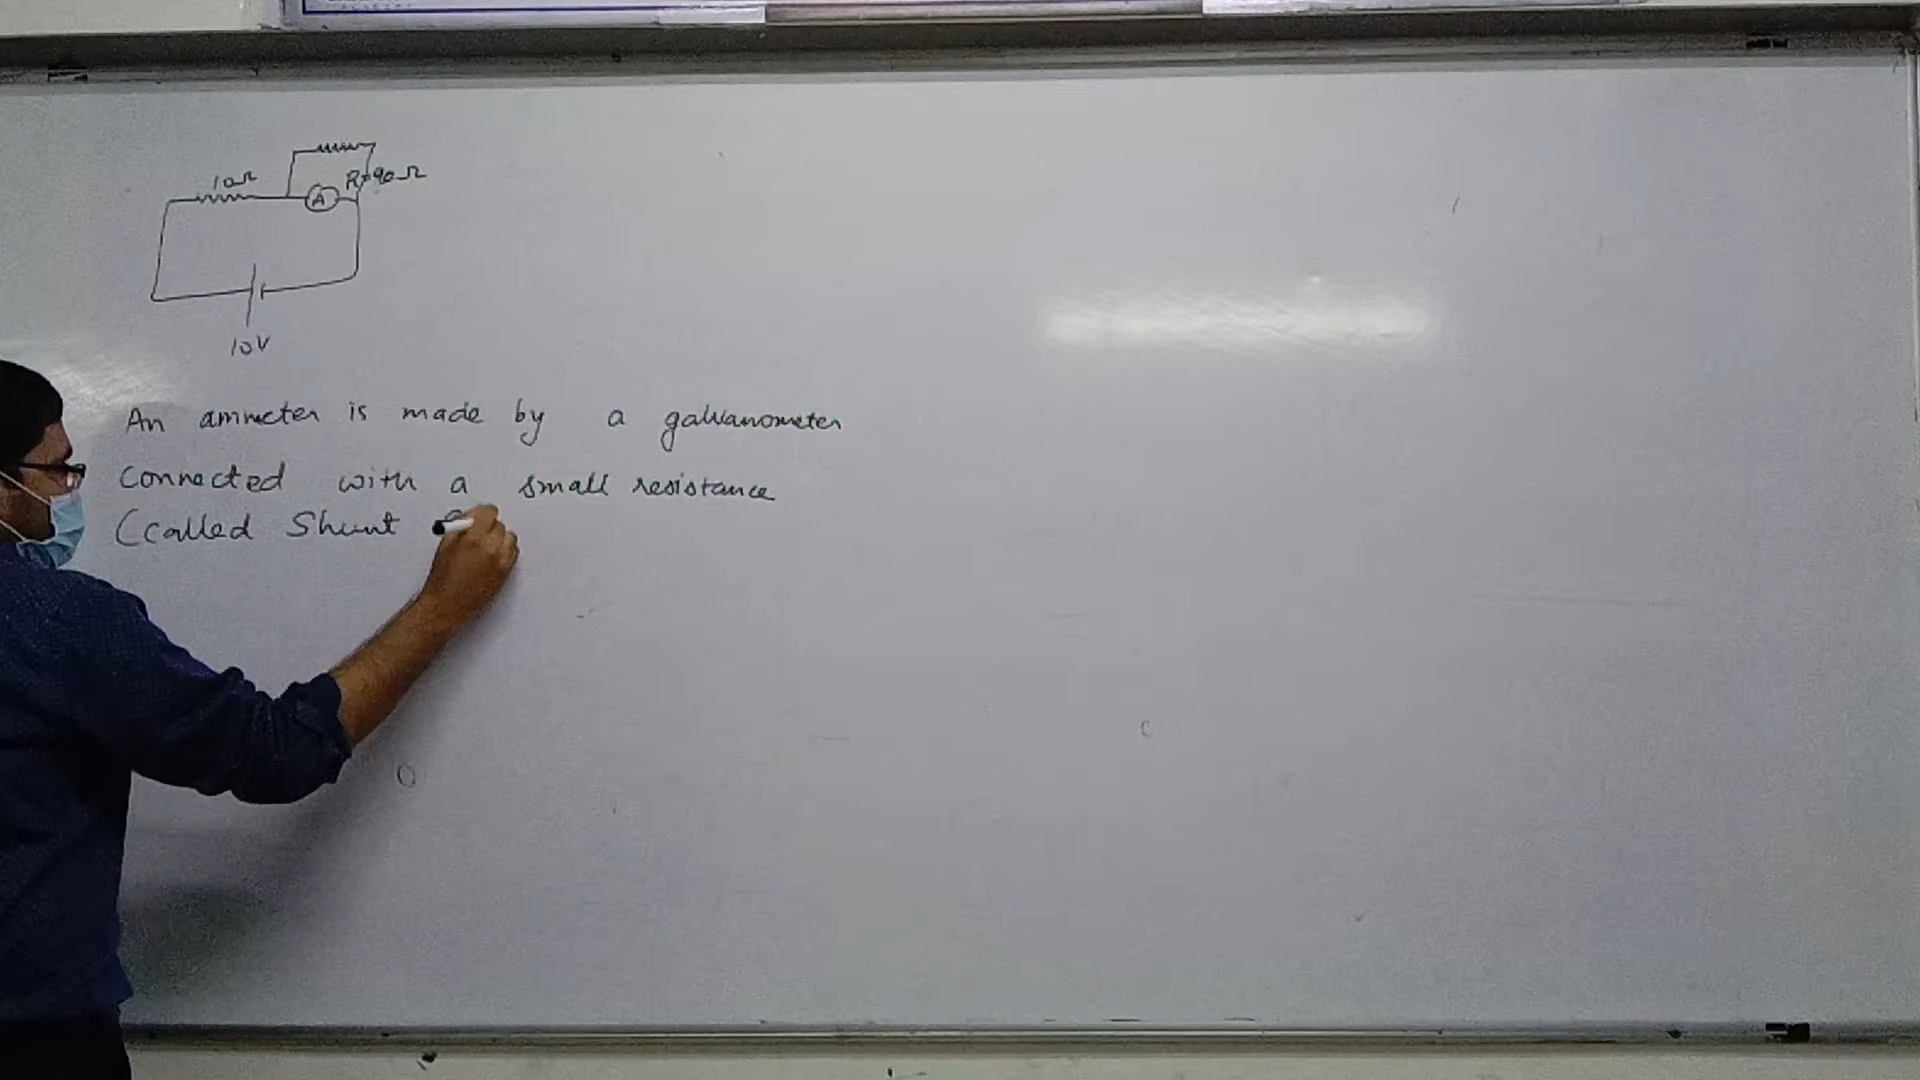 10Ω
R=90Ω
A
10V
An ammeter is made by a galvanometer
connected with a small resistance
(called Shunt